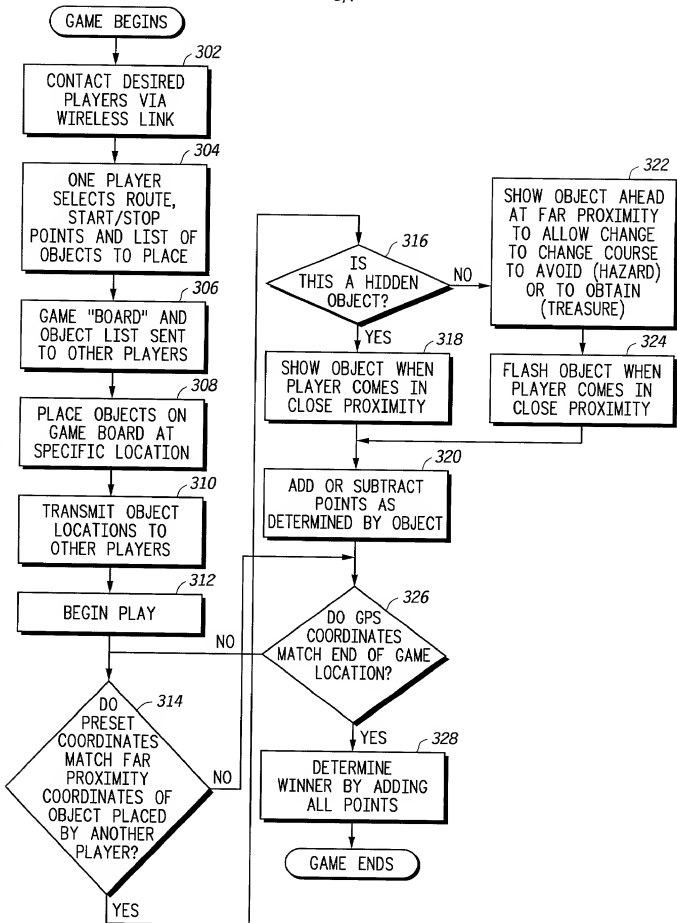 GAME BEGINS
302
CONTACT DESIRED
PLAYERS VIA
WIRELESS LINK
304
ONE PLAYER
SELECTS ROUTE,
START/STOP
POINTS AND LIST OF
OBJECTS TO PLACE
306
GAME "BOARD" AND
OBJECT LIST SENT
TO OTHER PLAYERS
308
PLACE OBJECTS ON
GAME BOARD AT
SPECIFIC LOCATION
310
TRANSMIT OBJECT
LOCATIONS TO
OTHER PLAYERS
312
BEGIN PLAY
314
DO
PRESET
COORDINATES
MATCH FAR
PROXIMITY
COORDINATES OF
OBJECT PLACED
BY ANOTHER
PLAYER?
NO
YES
316
IS
THIS A HIDDEN
OBJECT?
NO
YES
318
SHOW OBJECT WHEN
PLAYER COMES IN
CLOSE PROXIMITY
322
SHOW OBJECT AHEAD
AT FAR PROXIMITY
TO ALLOW CHANGE
TO CHANGE COURSE
TO AVOID (HAZARD)
OR TO OBTAIN
(TREASURE)
324
FLASH OBJECT WHEN
PLAYER COMES IN
CLOSE PROXIMITY
320
ADD OR SUBTRACT
POINTS AS
DETERMINED BY OBJECT
326
DO GPS
COORDINATES
MATCH END OF GAME
LOCATION?
NO
YES
328
DETERMINE
WINNER BY ADDING
ALL POINTS
GAME ENDS